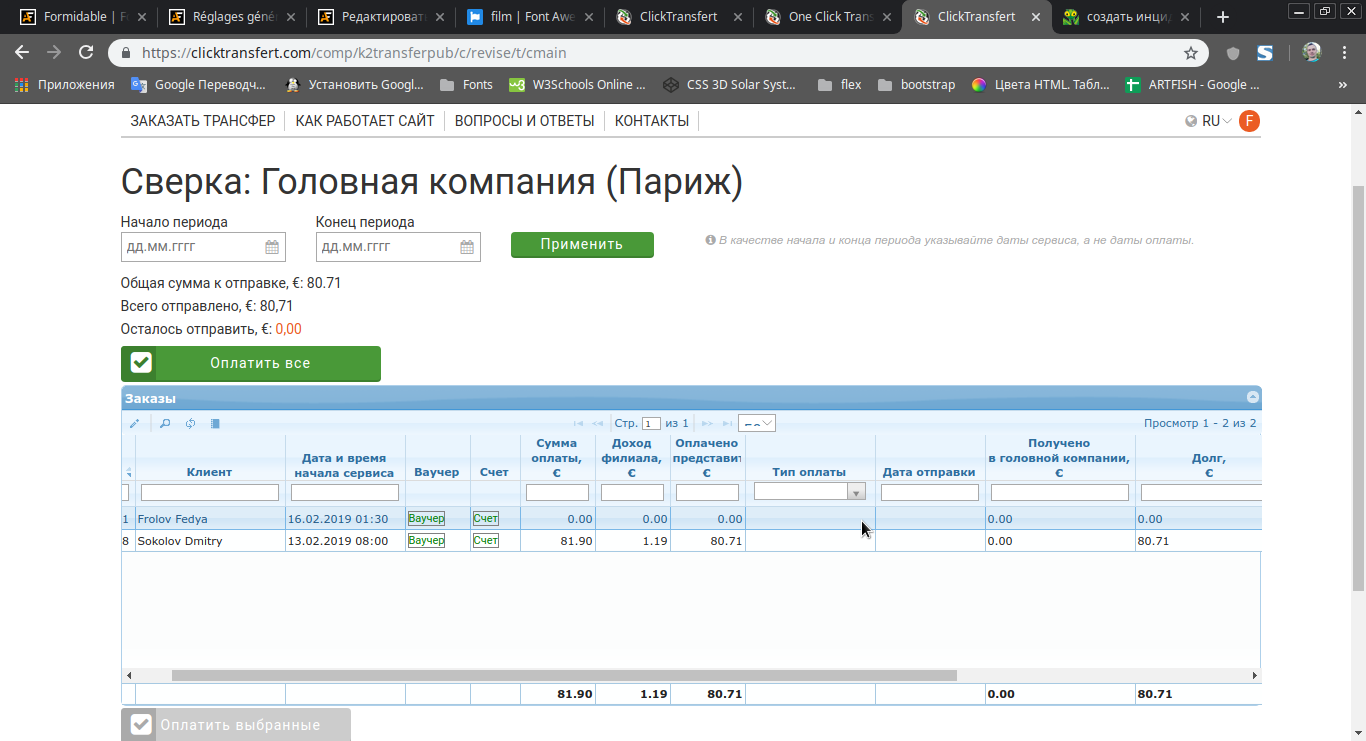 Formidable | F
Réglages géné
Редактироват
film | Font Awe
ClickTransfert
One Click Tran
ClickTransfert
создать инци
https://clicktransfert.com/comp/k2transferpub/c/revise/t/cmain
Приложения
Google Переводч...
Установить Googl...
Fonts
W3Schools Online ...
CSS 3D Solar Syst...
flex
bootstrap
Цвета HTML. Табл...
ARTFISH - Google ...
ЗАКАЗАТЬ ТРАНСФЕР
КАК РАБОТАЕТ САЙТ
ВОПРОСЫ И ОТВЕТЫ
КОНТАКТЫ
RU
F
Сверка: Головная компания (Париж)
Начало периода
Конец периода
дд.мм.гггг
дд.мм.гггг
Применить
В качестве начала и конца периода указывайте даты сервиса, а не даты оплаты.
Общая сумма к отправке, €: 80.71
Всего отправлено, €: 80,71
Осталось отправить, €: 0,00
Оплатить все
Заказы
Стр. 1 из 1
Просмотр 1 - 2 из 2
Клиент
Дата и время
начала сервиса
Ваучер
Счет
Сумма
оплаты,
€
Доход
филиала,
€
Оплачено
представит
€
Тип оплаты
Дата отправки
Получено
в головной компании,
€
Долг,
€
1 Frolov Fedya 16.02.2019 01:30 Ваучер Счет 0.00 0.00 0.00 0.00 0.00
8 Sokolov Dmitry 13.02.2019 08:00 Ваучер Счет 81.90 1.19 80.71 0.00 80.71
81.90 1.19 80.71 0.00 80.71
Оплатить выбранные